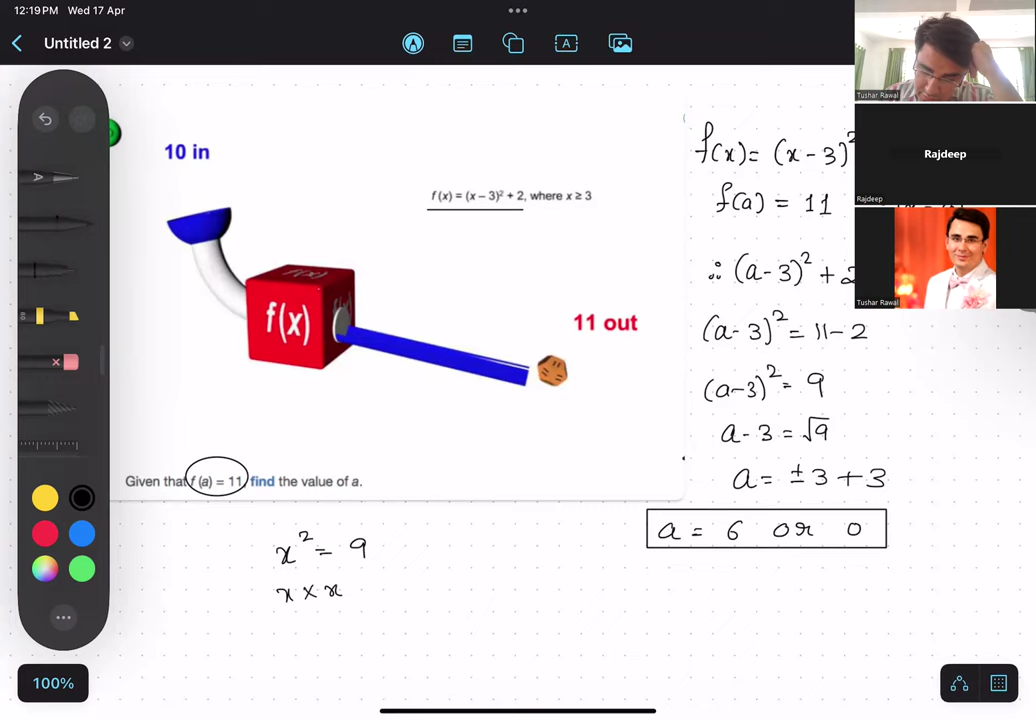 12:19 PM Wed 17 Apr
Untitled 2
A
Tushar Rawal
Rajdeep
Rajdeep
Tushar Rawal
10 in
f (x) = (x – 3)² + 2, where x ≥ 3
f(x)
f(x)
11 out
Given that f (a) = 11, find the value of a.
f(x) = (x - 3)²
f(a) = 11
∴ (a - 3)² + 2
(a - 3)² = 11 - 2
(a - 3)² = 9
a - 3 = √9
a = ± 3 + 3
a = 6 or 0
x² = 9
x × x
A
100%